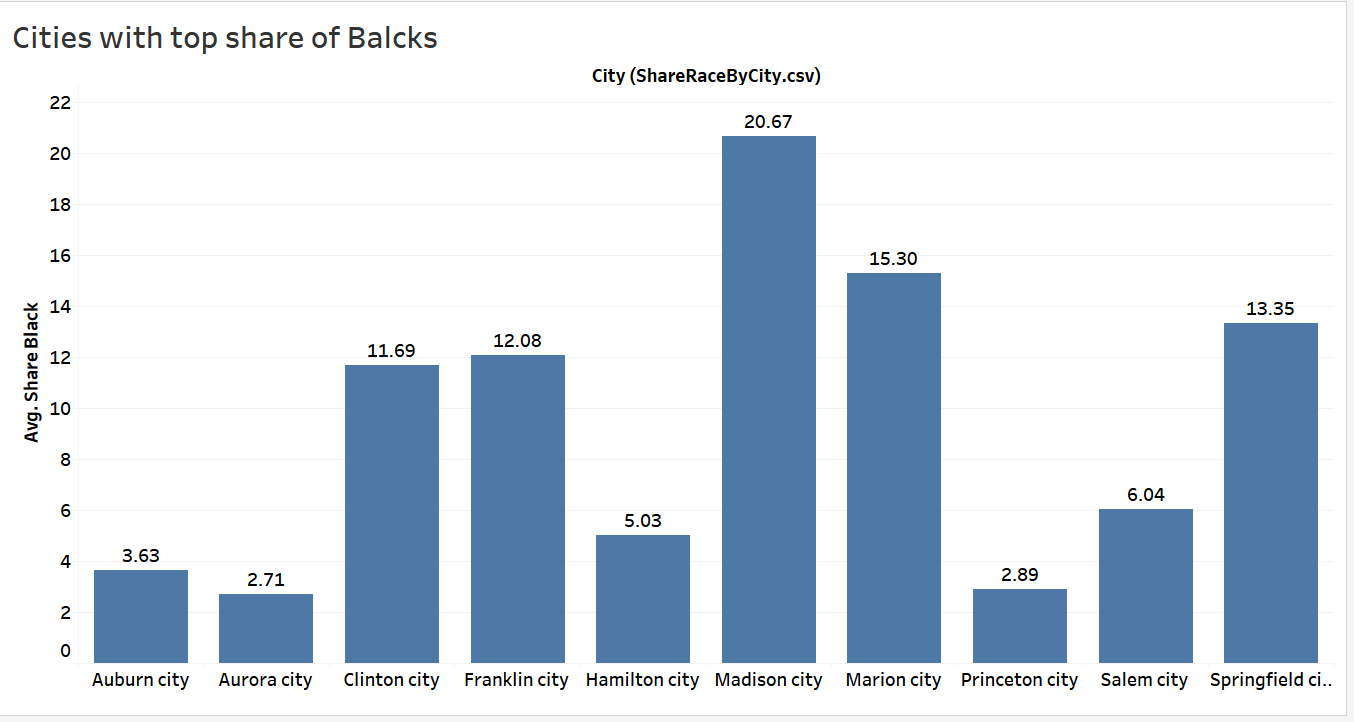 Cities with top share of Balcks
City (ShareRaceByCity.csv)
Avg. Share Black
22
20
18
16
14
12
10
8
6
4
2
0
3.63
2.71
11.69
12.08
5.03
20.67
15.30
2.89
6.04
13.35
Auburn city
Aurora city
Clinton city
Franklin city
Hamilton city
Madison city
Marion city
Princeton city
Salem city
Springfield ci..